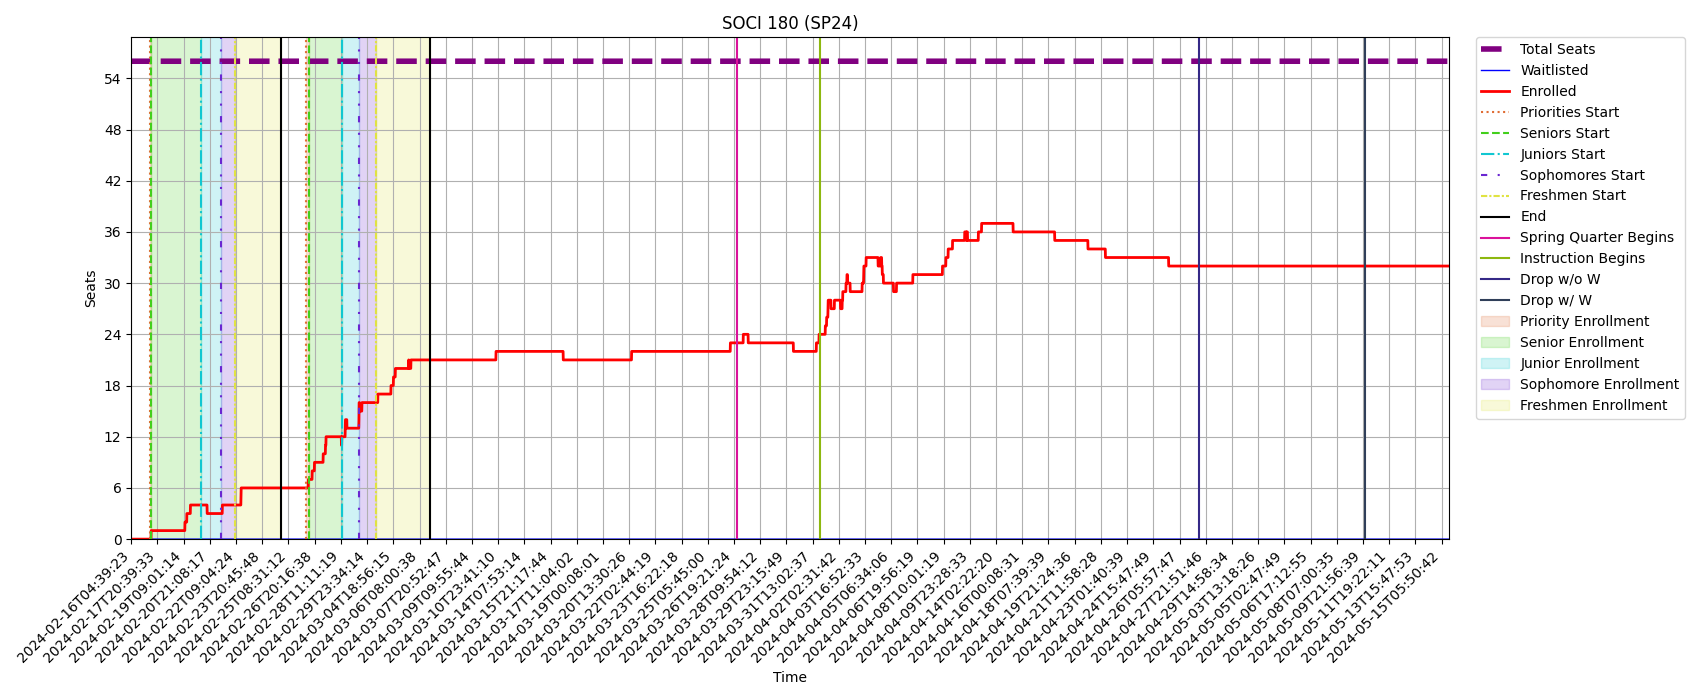 SOCI 180 (SP24)
Seats
54
48
42
36
30
24
18
12
6
0
2024-02-16T04:39:23
2024-02-17T20:39:33
2024-02-19T09:01:14
2024-02-20T21:08:17
2024-02-22T09:04:24
2024-02-23T20:45:48
2024-02-25T08:31:12
2024-02-26T20:16:38
2024-02-28T11:11:19
2024-02-29T23:34:14
2024-03-04T18:56:15
2024-03-06T08:00:38
2024-03-07T20:52:47
2024-03-09T09:55:44
2024-03-10T23:41:10
2024-03-14T07:53:14
2024-03-15T21:17:44
2024-03-17T11:04:02
2024-03-19T00:08:01
2024-03-20T13:30:26
2024-03-22T02:44:19
2024-03-23T16:22:18
2024-03-25T05:45:00
2024-03-26T19:21:24
2024-03-28T09:54:12
2024-03-29T23:15:49
2024-03-31T13:02:37
2024-04-02T02:31:42
2024-04-03T16:52:33
2024-04-05T06:34:06
2024-04-06T19:56:19
2024-04-08T10:01:19
2024-04-09T23:28:33
2024-04-14T02:22:20
2024-04-16T00:08:31
2024-04-18T07:39:39
2024-04-19T21:24:36
2024-04-21T11:58:28
2024-04-23T01:40:39
2024-04-24T15:47:49
2024-04-26T05:57:47
2024-04-27T21:51:46
2024-04-29T14:58:34
2024-05-03T13:18:26
2024-05-05T02:47:49
2024-05-06T17:12:55
2024-05-08T07:00:35
2024-05-09T21:56:39
2024-05-11T19:22:11
2024-05-13T15:47:53
2024-05-15T05:50:42
Time
Total Seats
Waitlisted
Enrolled
Priorities Start
Seniors Start
Juniors Start
Sophomores Start
Freshmen Start
End
Spring Quarter Begins
Instruction Begins
Drop w/o W
Drop w/ W
Priority Enrollment
Senior Enrollment
Junior Enrollment
Sophomore Enrollment
Freshmen Enrollment